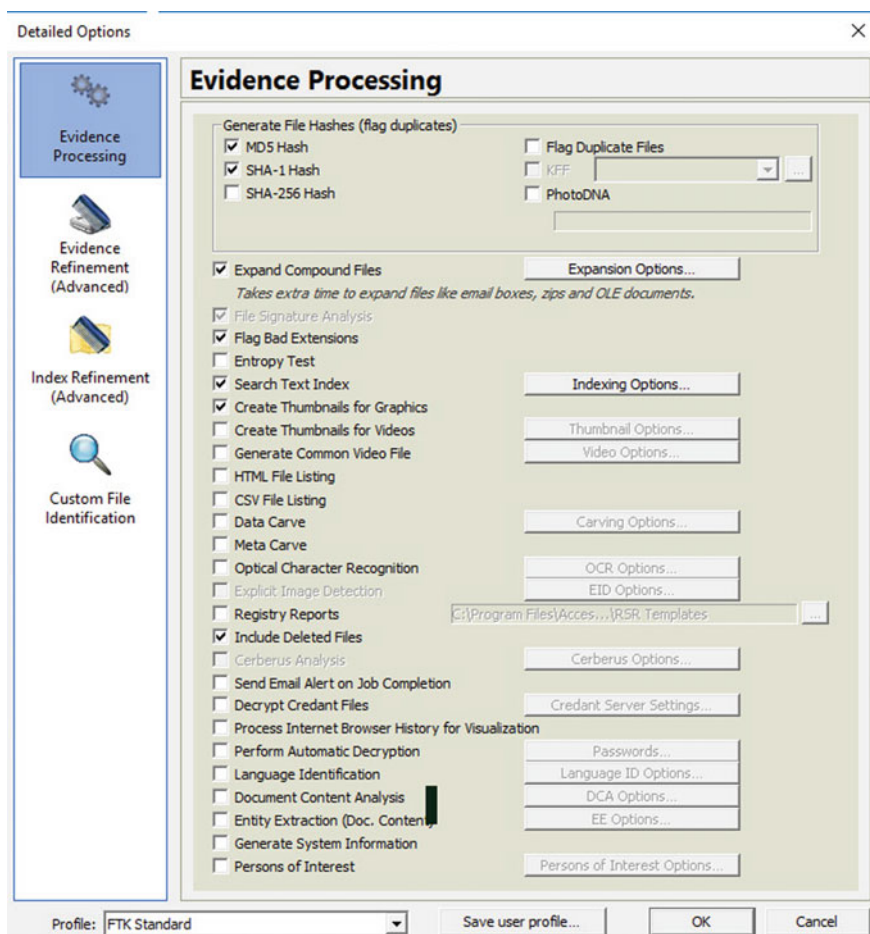 Detailed Options
Evidence Processing
Evidence
Processing
Evidence
Refinement
(Advanced)
Index Refinement
(Advanced)
Custom File
Identification
Generate File Hashes (flag duplicates)
MD5 Hash
Flag Duplicate Files
SHA-1 Hash
KFF
...
SHA-256 Hash
PhotoDNA
Expand Compound Files
Expansion Options...
Takes extra time to expand files like email boxes, zips and OLE documents.
File Signature Analysis
Flag Bad Extensions
Entropy Test
Search Text Index
Indexing Options...
Create Thumbnails for Graphics
Create Thumbnails for Videos
Thumbnail Options...
Generate Common Video File
Video Options...
HTML File Listing
CSV File Listing
Data Carve
Carving Options...
Meta Carve
Optical Character Recognition
OCR Options...
Explicit Image Detection
EID Options...
Registry Reports
C:\Program Files\Acces...\RSR Templates
...
Include Deleted Files
Cerberus Analysis
Cerberus Options...
Send Email Alert on Job Completion
Decrypt Credant Files
Credant Server Settings...
Process Internet Browser History for Visualization
Perform Automatic Decryption
Passwords...
Language Identification
Language ID Options...
Document Content Analysis
DCA Options...
Entity Extraction (Doc. Content)
EE Options...
Generate System Information
Persons of Interest
Persons of Interest Options...
Profile: FTK Standard
Save user profile...
OK
Cancel